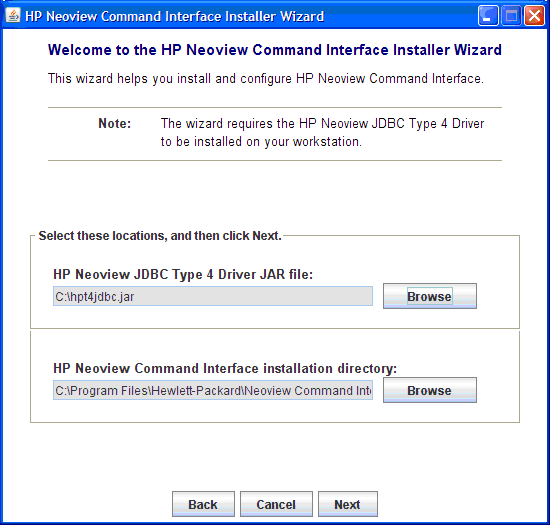 HP Neoview Command Interface Installer Wizard
Welcome to the HP Neoview Command Interface Installer Wizard
This wizard helps you install and configure HP Neoview Command Interface.
Note: The wizard requires the HP Neoview JDBC Type 4 Driver
to be installed on your workstation.
Select these locations, and then click Next.
HP Neoview JDBC Type 4 Driver JAR file:
C:\hpt4jdbc.jar Browse
HP Neoview Command Interface installation directory:
C:\Program Files\Hewlett-Packard\Neoview Command Inte Browse
Back Cancel Next